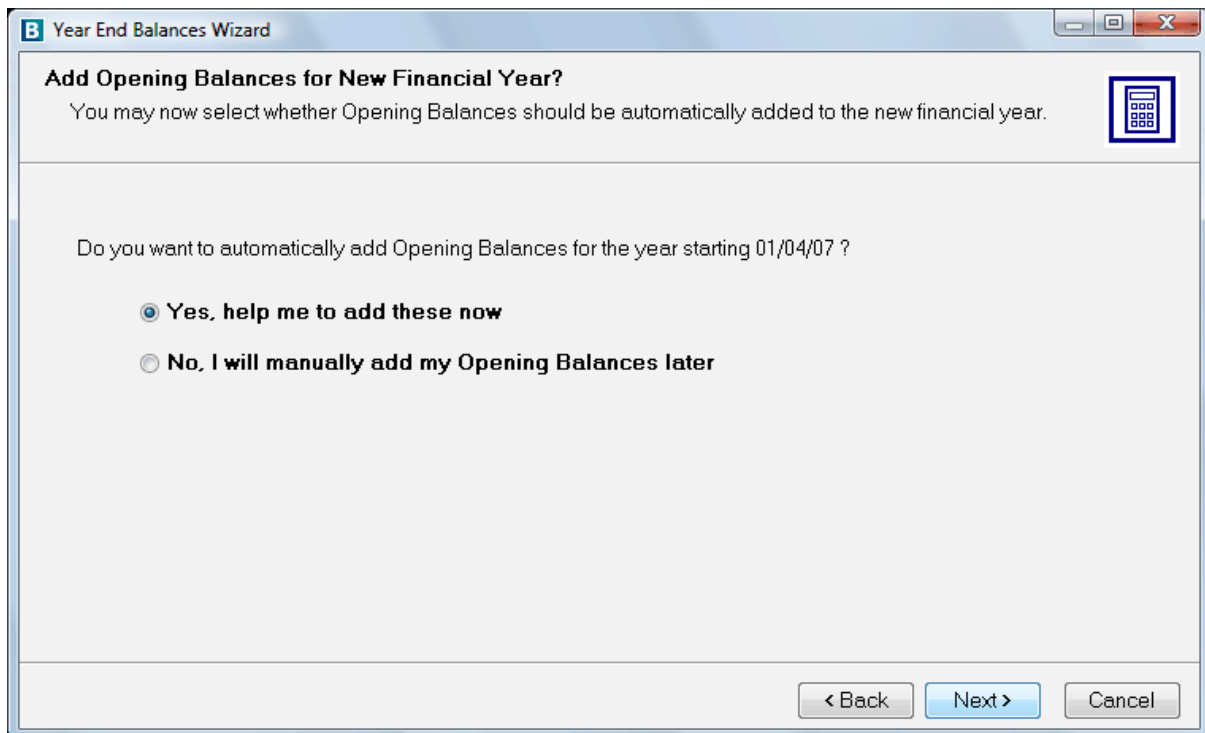 B Year End Balances Wizard
Add Opening Balances for New Financial Year?
You may now select whether Opening Balances should be automatically added to the new financial year.
Do you want to automatically add Opening Balances for the year starting 01/04/07 ?
Yes, help me to add these now
No, I will manually add my Opening Balances later
< Back Next > Cancel